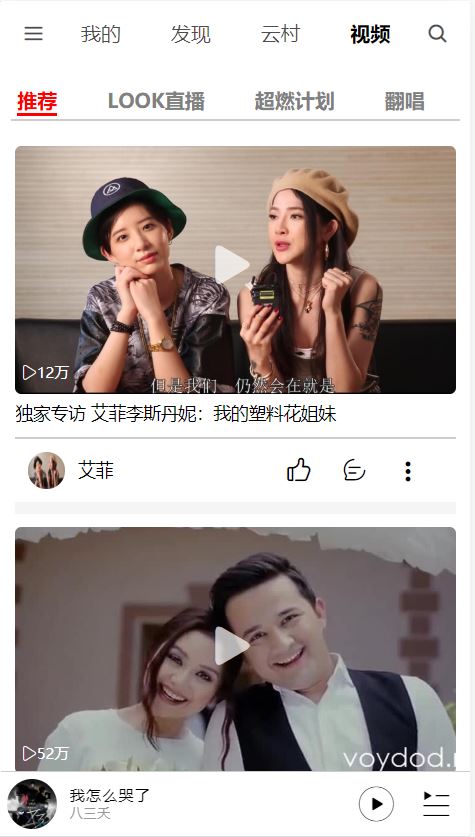 我的 发现 云村 视频
推荐 LOOK直播 超燃计划 翻唱
但是我们 仍然会在就是
12万
独家专访 艾菲李斯丹妮：我的塑料花姐妹
艾菲
voydod.
52万
我怎么哭了
八三夭